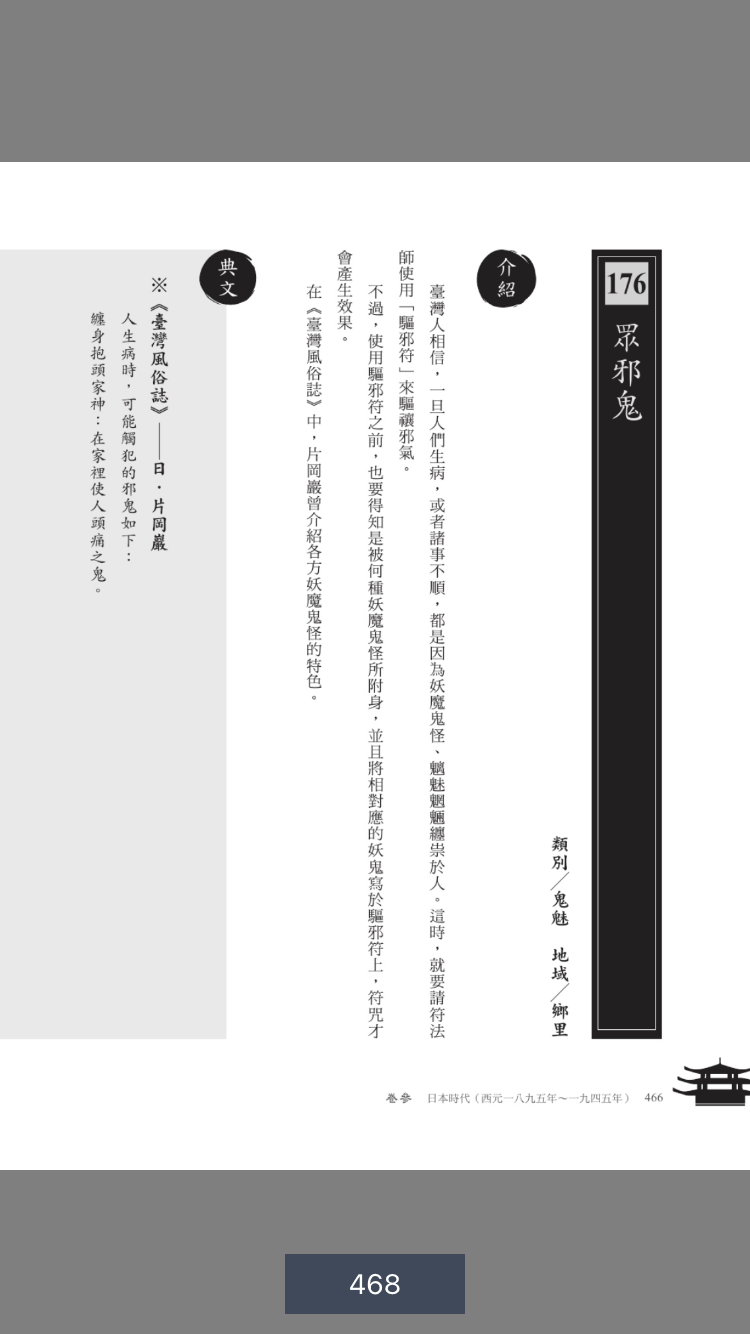 176
眾邪鬼
類別／鬼魅　地域／鄉里
介紹
臺灣人相信，一旦人們生病，或者諸事不順，都是因為妖魔鬼怪、魑魅魍魎纏祟於人。這時，就要請符法
師使用「驅邪符」來驅禳邪氣。
不過，使用驅邪符之前，也要得知是被何種妖魔鬼怪所附身，並且將相對應的妖鬼寫於驅邪符上，符咒才
會產生效果。
在《臺灣風俗誌》中，片岡巖曾介紹各方妖魔鬼怪的特色。
典文
※《臺灣風俗誌》——日．片岡巖
人生病時，可能觸犯的邪鬼如下：
纏身抱頭家神：在家裡使人頭痛之鬼。
卷參　日本時代（西元一八九五年～一九四五年）　466
468